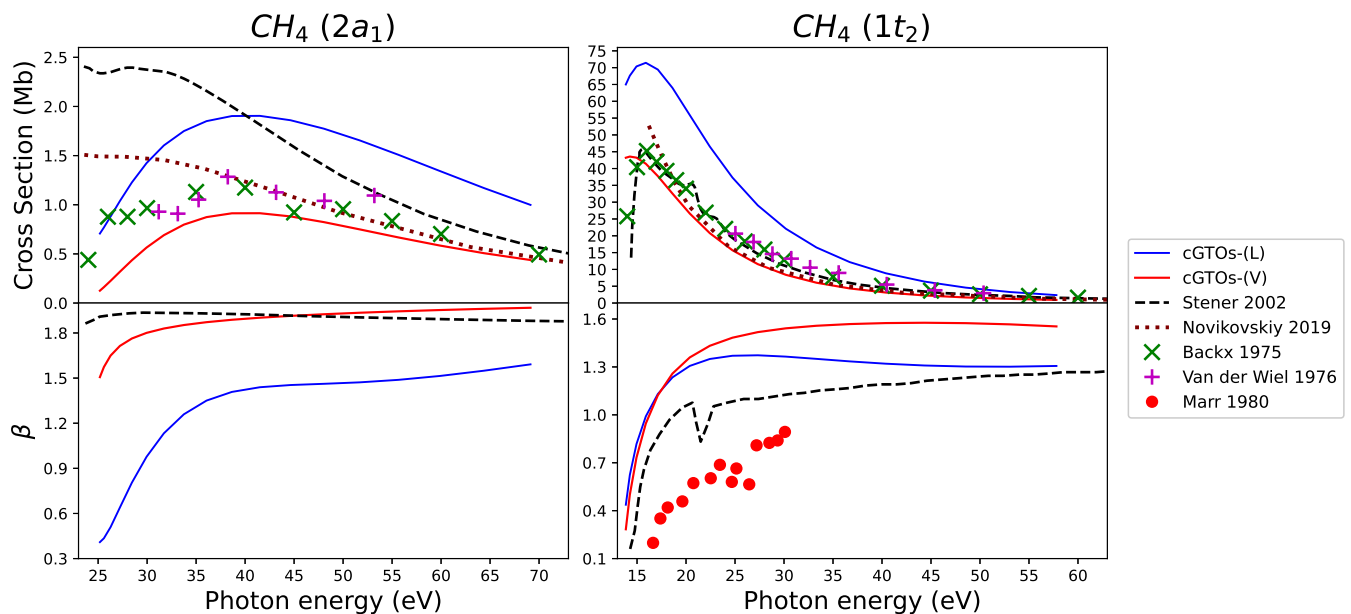 CH4 (2a1)
CH4 (1t2)
Cross Section (Mb)
2.5
2.0
1.5
1.0
0.5
0.0
75
70
65
60
55
50
45
40
35
30
25
20
15
10
5
0
β
1.8
1.5
1.2
0.9
0.6
0.3
1.6
1.3
1.0
0.7
0.4
0.1
25 30 35 40 45 50 55 60 65 70
15 20 25 30 35 40 45 50 55 60
Photon energy (eV)
Photon energy (eV)
cGTOs-(L)
cGTOs-(V)
Stener 2002
Novikovskiy 2019
Backx 1975
Van der Wiel 1976
Marr 1980